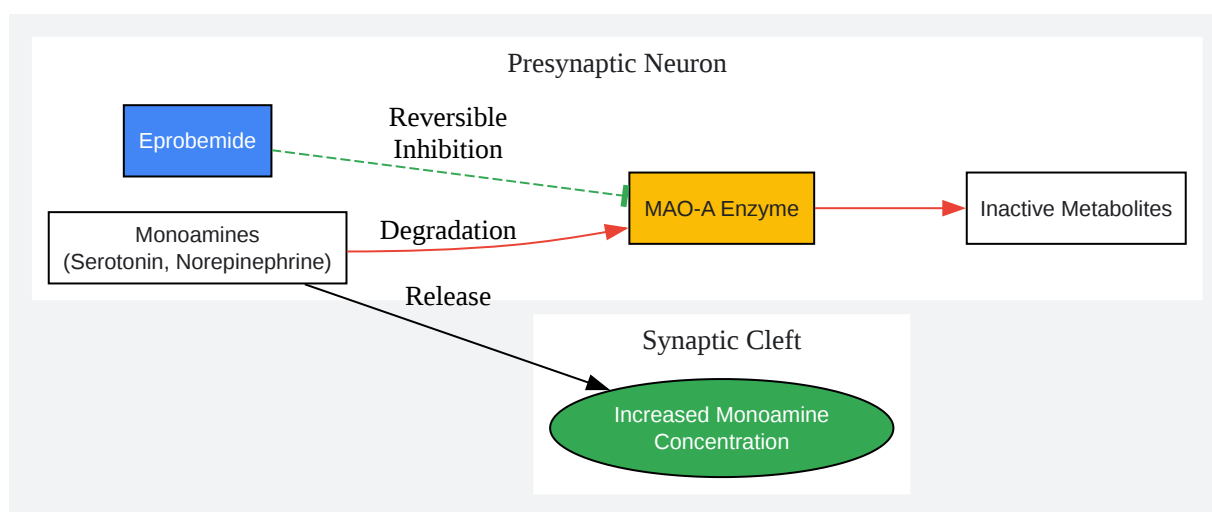 Presynaptic Neuron
Eprobemide
Reversible
Inhibition
MAO-A Enzyme
Inactive Metabolites
Monoamines
(Serotonin, Norepinephrine)
Degradation
Release
Synaptic Cleft
Increased Monoamine
Concentration